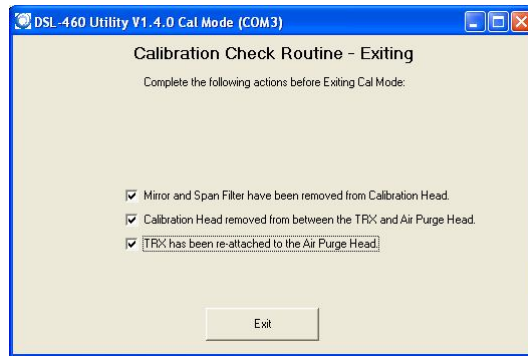 DSL-460 Utility V1.4.0 Cal Mode (COM3)
Calibration Check Routine - Exiting
Complete the following actions before Exiting Cal Mode:
Mirror and Span Filter have been removed from Calibration Head.
Calibration Head removed from between the TRX and Air Purge Head.
TRX has been re-attached to the Air Purge Head.
Exit